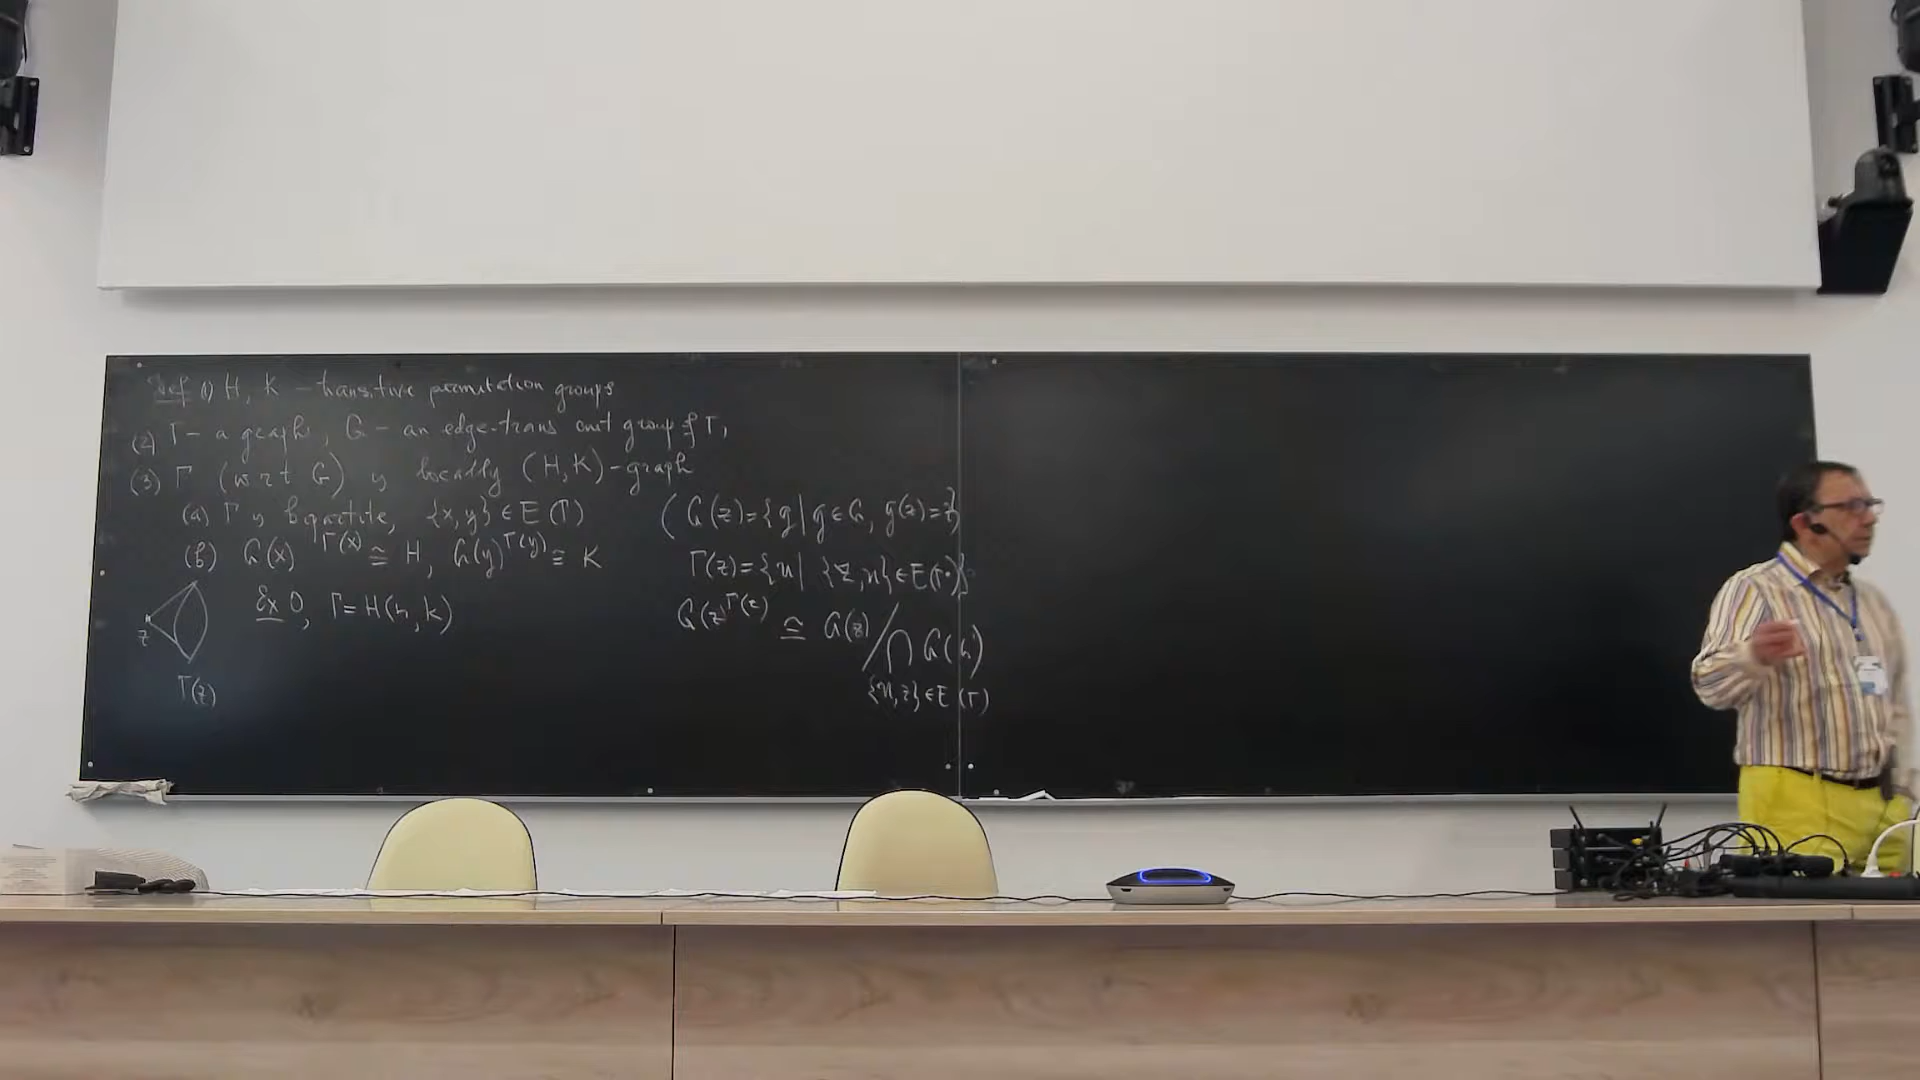 Def (1) H, K - transitive permutation groups
(2) Γ - a graph, G - an edge-trans aut group of Γ,
(3) Γ (wrt G) is locally (H, K)-graph
(a) Γ is bipartite, {x, y} ∈ E(Γ)
(b) G(x)^Γ(x) ≅ H, G(y)^Γ(y) ≅ K
Ex 0, Γ = H(n, k)
z
Γ(z)
(G(z) = {g | g ∈ G, g(z) = z}
Γ(z) = {u | {z, u} ∈ E(Γ)}
G(z)^Γ(z) ≅ G(z) / ∩ G(u)
{u, z} ∈ E(Γ)